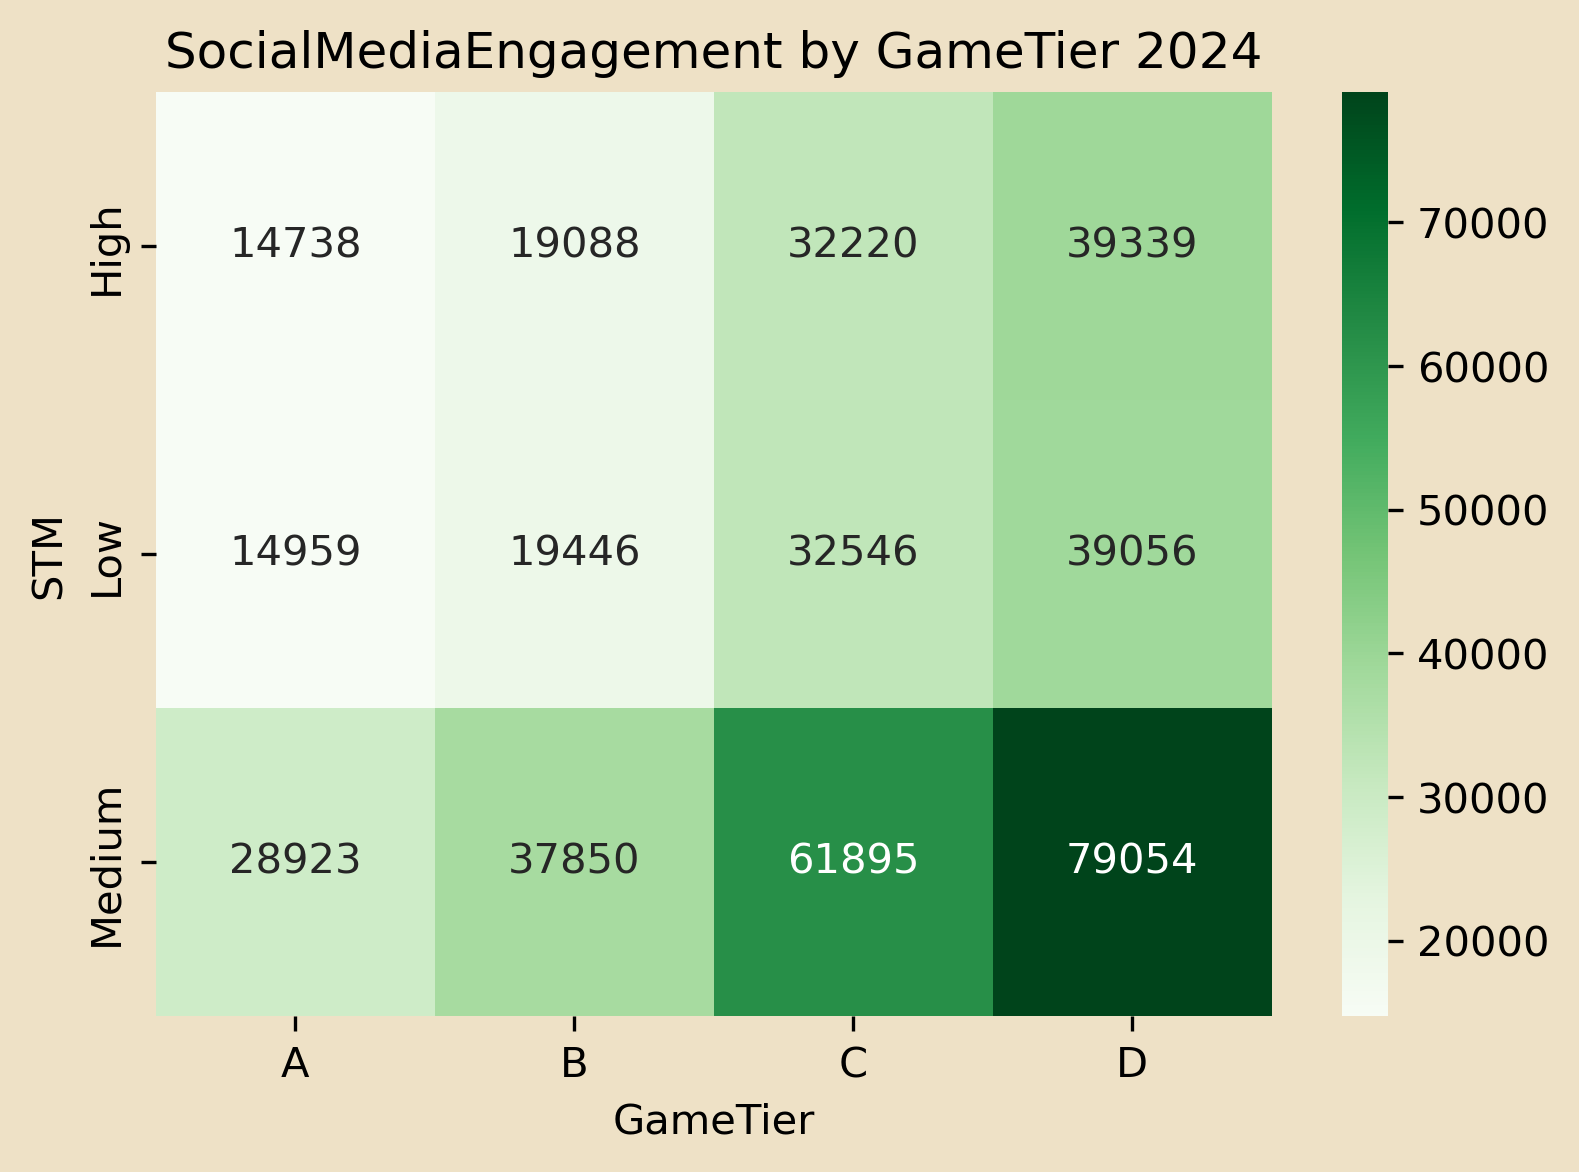 SocialMediaEngagement by GameTier 2024
STM
High
14738 19088 32220 39339
Low
14959 19446 32546 39056
Medium
28923 37850 61895 79054
A B C D
GameTier
70000
60000
50000
40000
30000
20000